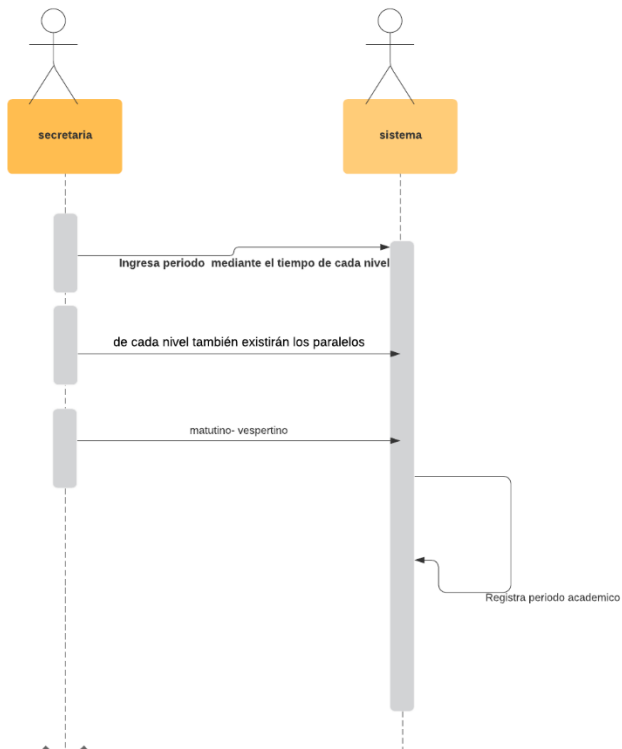 secretaria
sistema
Ingresa periodo mediante el tiempo de cada nivel
de cada nivel también existirán los paralelos
matutino- vespertino
Registra periodo academico